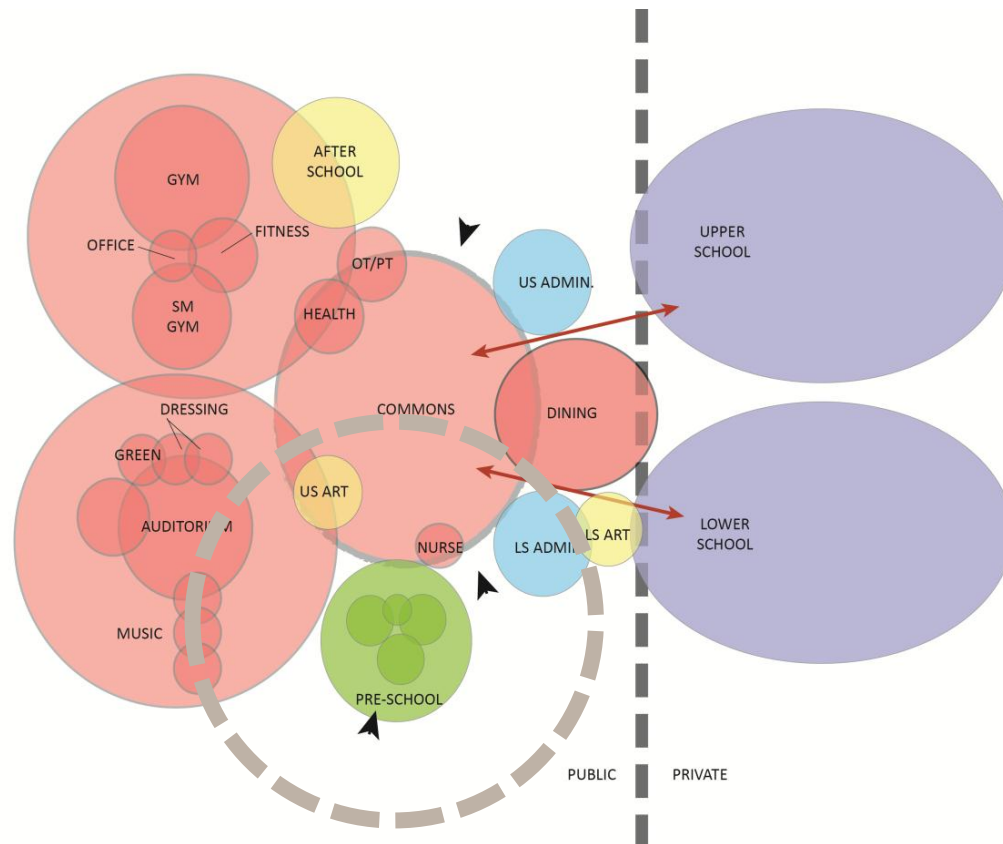 AFTER
SCHOOL
GYM
FITNESS
OFFICE
OT/PT
SM
GYM
HEALTH
US ADMIN.
UPPER
SCHOOL
DRESSING
COMMONS
DINING
GREEN
US ART
AUDITORIUM
NURSE
LS ADMIN.
LS ART
LOWER
SCHOOL
MUSIC
PRE-SCHOOL
PUBLIC
PRIVATE